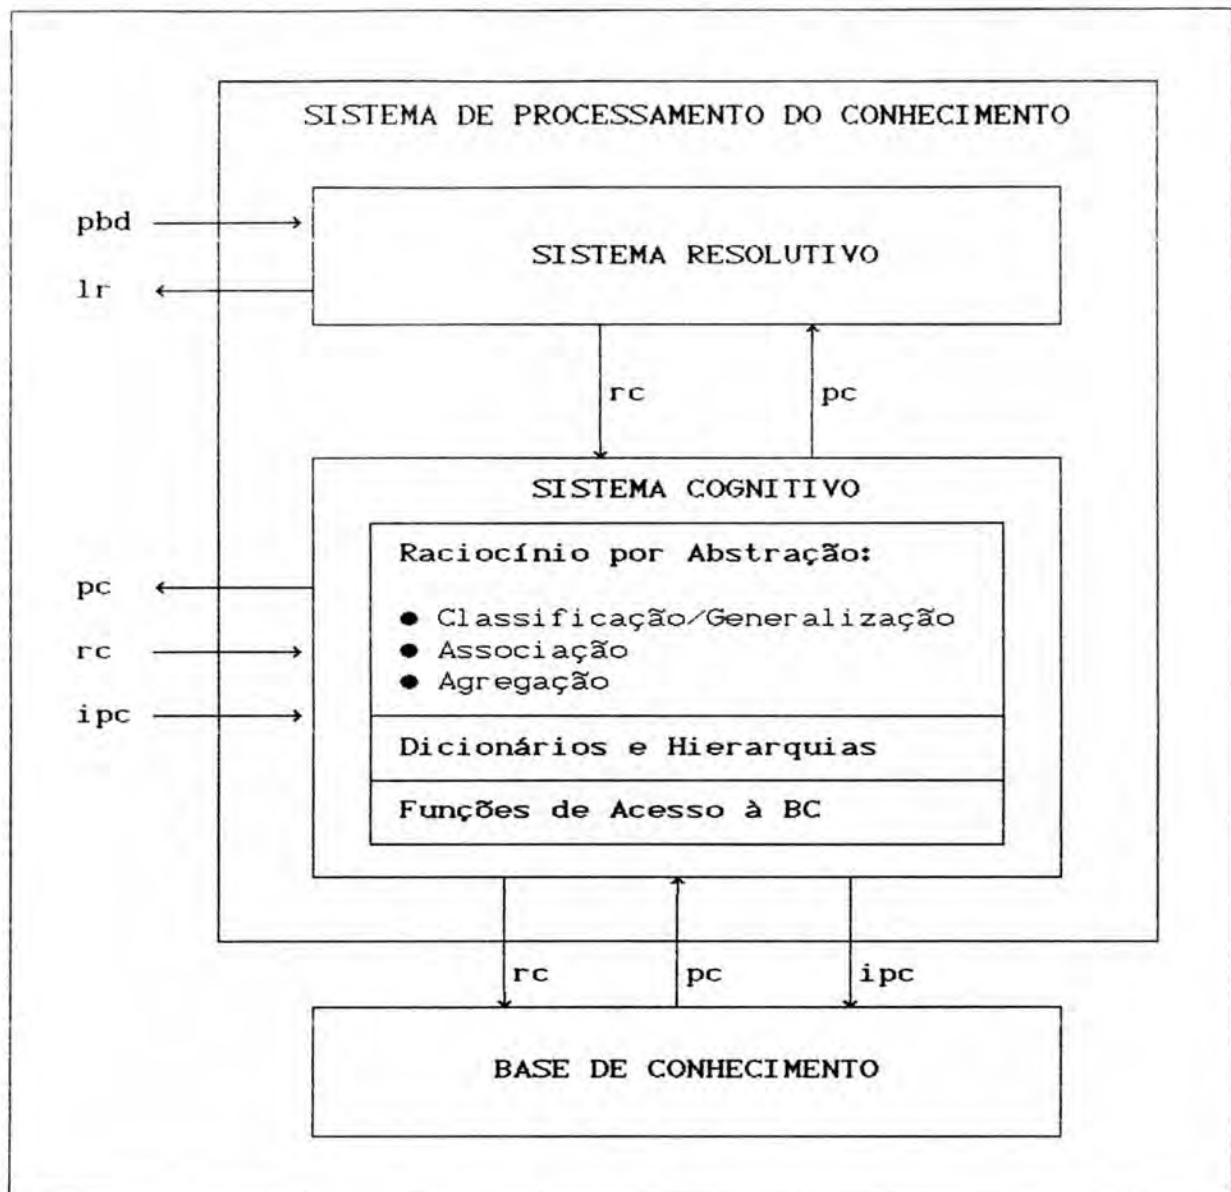 SISTEMA DE PROCESSAMENTO DO CONHECIMENTO
pbd
SISTEMA RESOLUTIVO
lr
rc
pc
SISTEMA COGNITIVO
Raciocínio por Abstração:
pc
● Classificação/Generalização
rc
● Associação
● Agregação
ipc
Dicionários e Hierarquias
Funções de Acesso à BC
rc
pc
ipc
BASE DE CONHECIMENTO